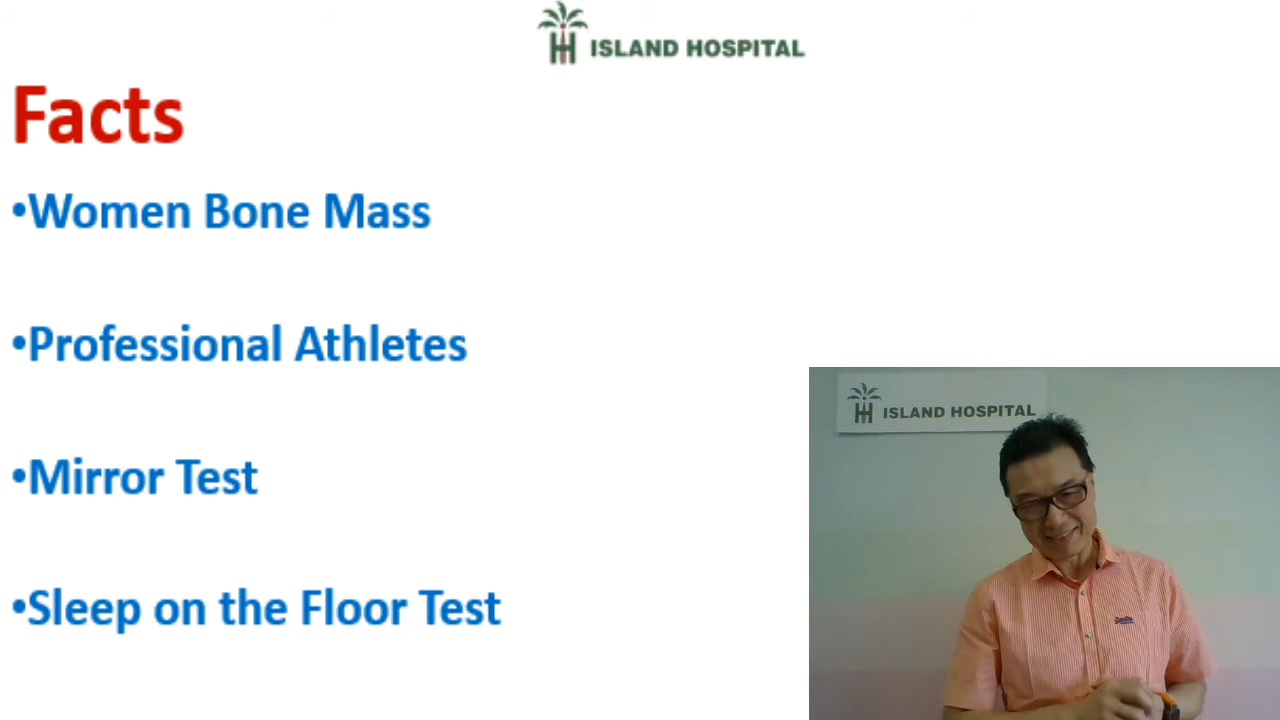 ISLAND HOSPITAL
Facts
•Women Bone Mass
•Professional Athletes
•Mirror Test
•Sleep on the Floor Test
ISLAND HOSPITAL